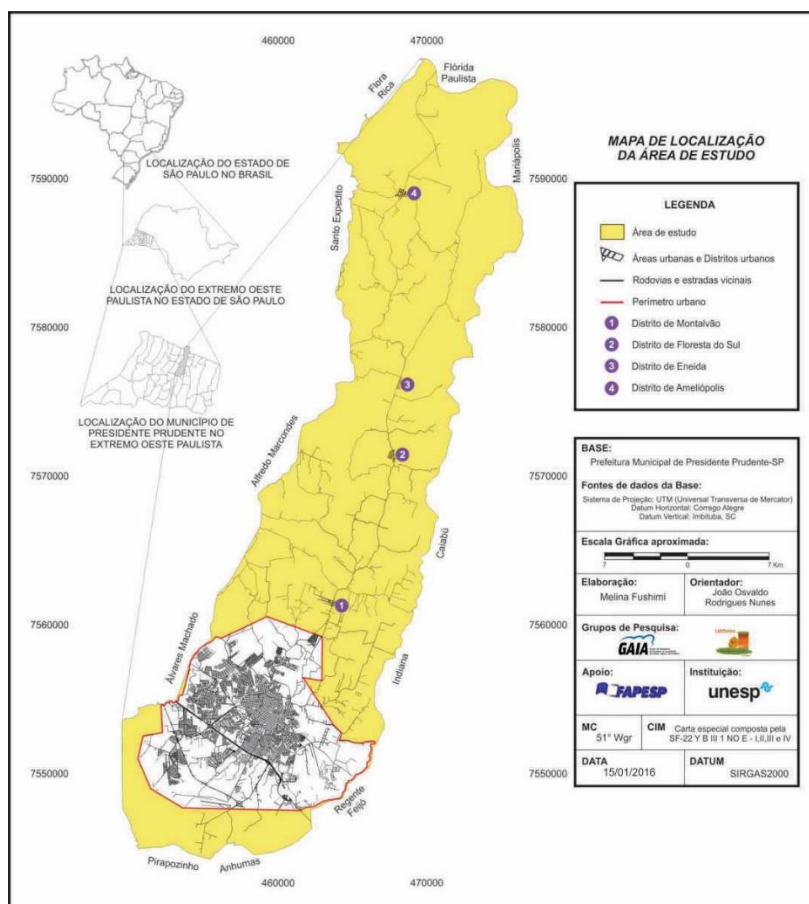 460000
470000
Flora
Rica
Flórida
Paulista
Mariápolis
Santo Expedito
Alfredo Marcondes
Caiabú
Álvares Machado
Indiana
Regente
Feijó
Pirapozinho
Anhumas
7590000
7580000
7570000
7560000
7550000
7590000
7580000
7570000
7560000
7550000
460000
470000
4
3
2
1
LOCALIZAÇÃO DO ESTADO DE
SÃO PAULO NO BRASIL
LOCALIZAÇÃO DO EXTREMO OESTE
PAULISTA NO ESTADO DE SÃO PAULO
LOCALIZAÇÃO DO MUNICÍPIO DE
PRESIDENTE PRUDENTE NO
EXTREMO OESTE PAULISTA
MAPA DE LOCALIZAÇÃO
DA ÁREA DE ESTUDO
LEGENDA
Área de estudo
Áreas urbanas e Distritos urbanos
Rodovias e estradas vicinais
Perímetro urbano
1 Distrito de Montalvão
2 Distrito de Floresta do Sul
3 Distrito de Eneida
4 Distrito de Ameliópolis
BASE:
Prefeitura Municipal de Presidente Prudente-SP
Fontes de dados da Base:
Sistema de Projeção: UTM (Universal Transversa de Mercator)
Datum Horizontal: Córrego Alegre
Datum Vertical: Imbituba, SC
Escala Gráfica aproximada:
7 0 7 Km
Elaboração:
Melina Fushimi
Orientador:
João Osvaldo
Rodrigues Nunes
Grupos de Pesquisa:
GAIA
Apoio:
FAPESP
Instituição:
unesp
MC
51° Wgr
CIM
Carta especial composta pela
SF-22 Y B III 1 NO E - I,II,III e IV
DATA
15/01/2016
DATUM
SIRGAS2000